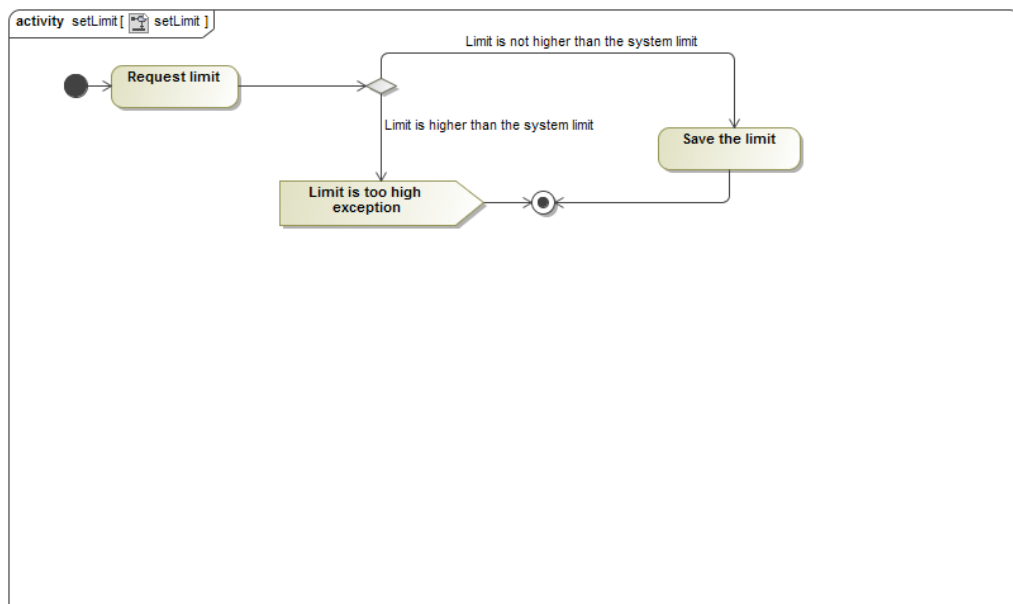 activity setLimit [ setLimit ]
Limit is not higher than the system limit
Request limit
Limit is higher than the system limit
Save the limit
Limit is too high
exception